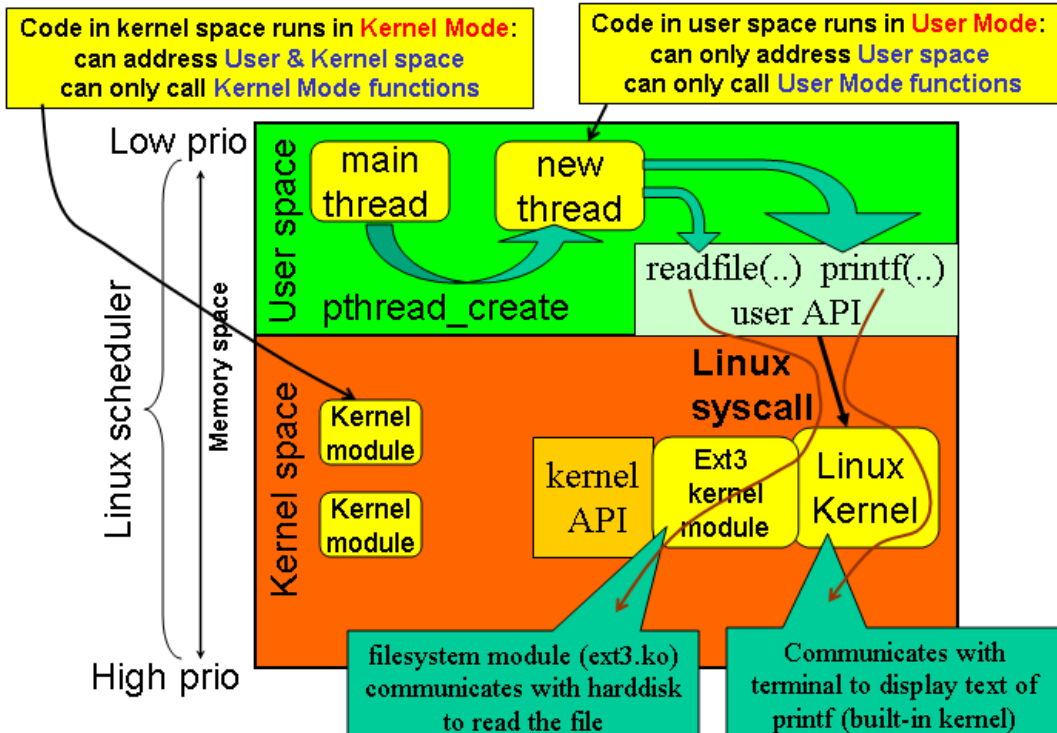 Code in kernel space runs in Kernel Mode:
can address User & Kernel space
can only call Kernel Mode functions
Code in user space runs in User Mode:
can only address User space
can only call User Mode functions
Low prio
High prio
Linux scheduler
Memory space
User space
main
thread
new
thread
pthread_create
readfile(..) printf(..)
user API
Kernel space
Linux
syscall
Kernel
module
Kernel
module
kernel
API
Ext3
kernel
module
Linux
Kernel
filesystem module (ext3.ko)
communicates with harddisk
to read the file
Communicates with
terminal to display text of
printf (built-in kernel)